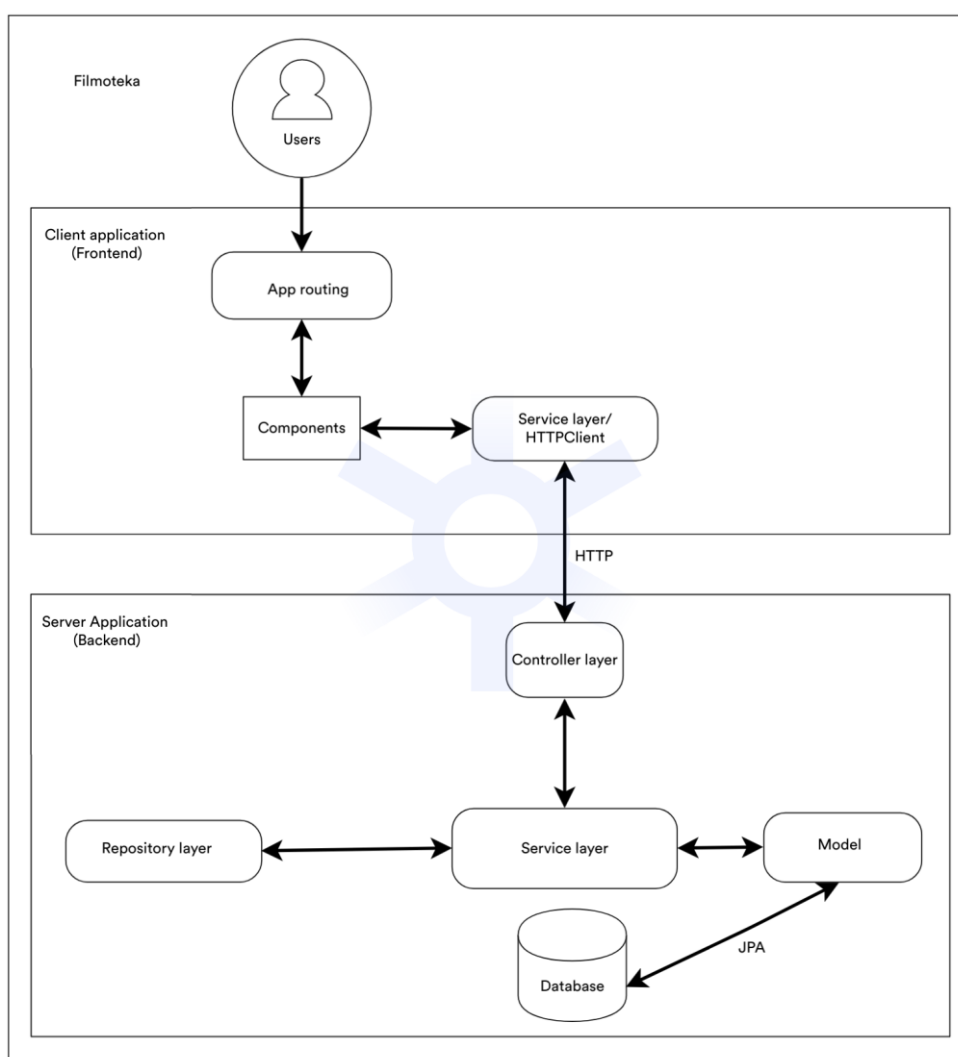 Filmoteka
Users
Client application
(Frontend)
App routing
Components
Service layer/
HTTPClient
HTTP
Server Application
(Backend)
Controller layer
Repository layer
Service layer
Model
JPA
Database